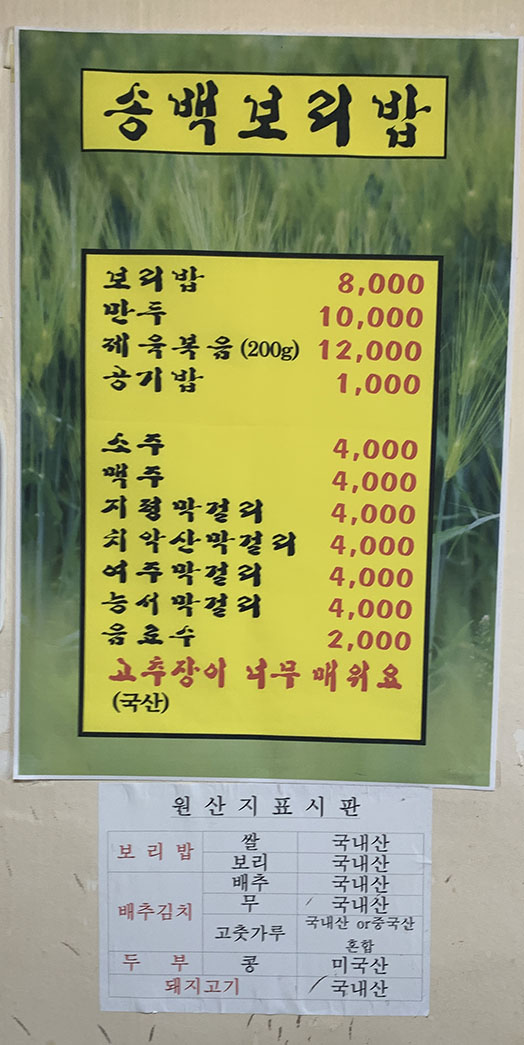 송백보리밥
보리밥 8,000
만두 10,000
제육복음(200g) 12,000
공기밥 1,000
소주 4,000
맥주 4,000
지평막걸리 4,000
치악산막걸리 4,000
여주막걸리 4,000
능서막걸리 4,000
음료수 2,000
고추장이 너무 매워요
(국산)
원산지표시판
보리밥 쌀 국내산
보리 국내산
배추김치 배추 국내산
무 국내산
고춧가루 국내산 or중국산
혼합
두부 콩 미국산
돼지고기 국내산